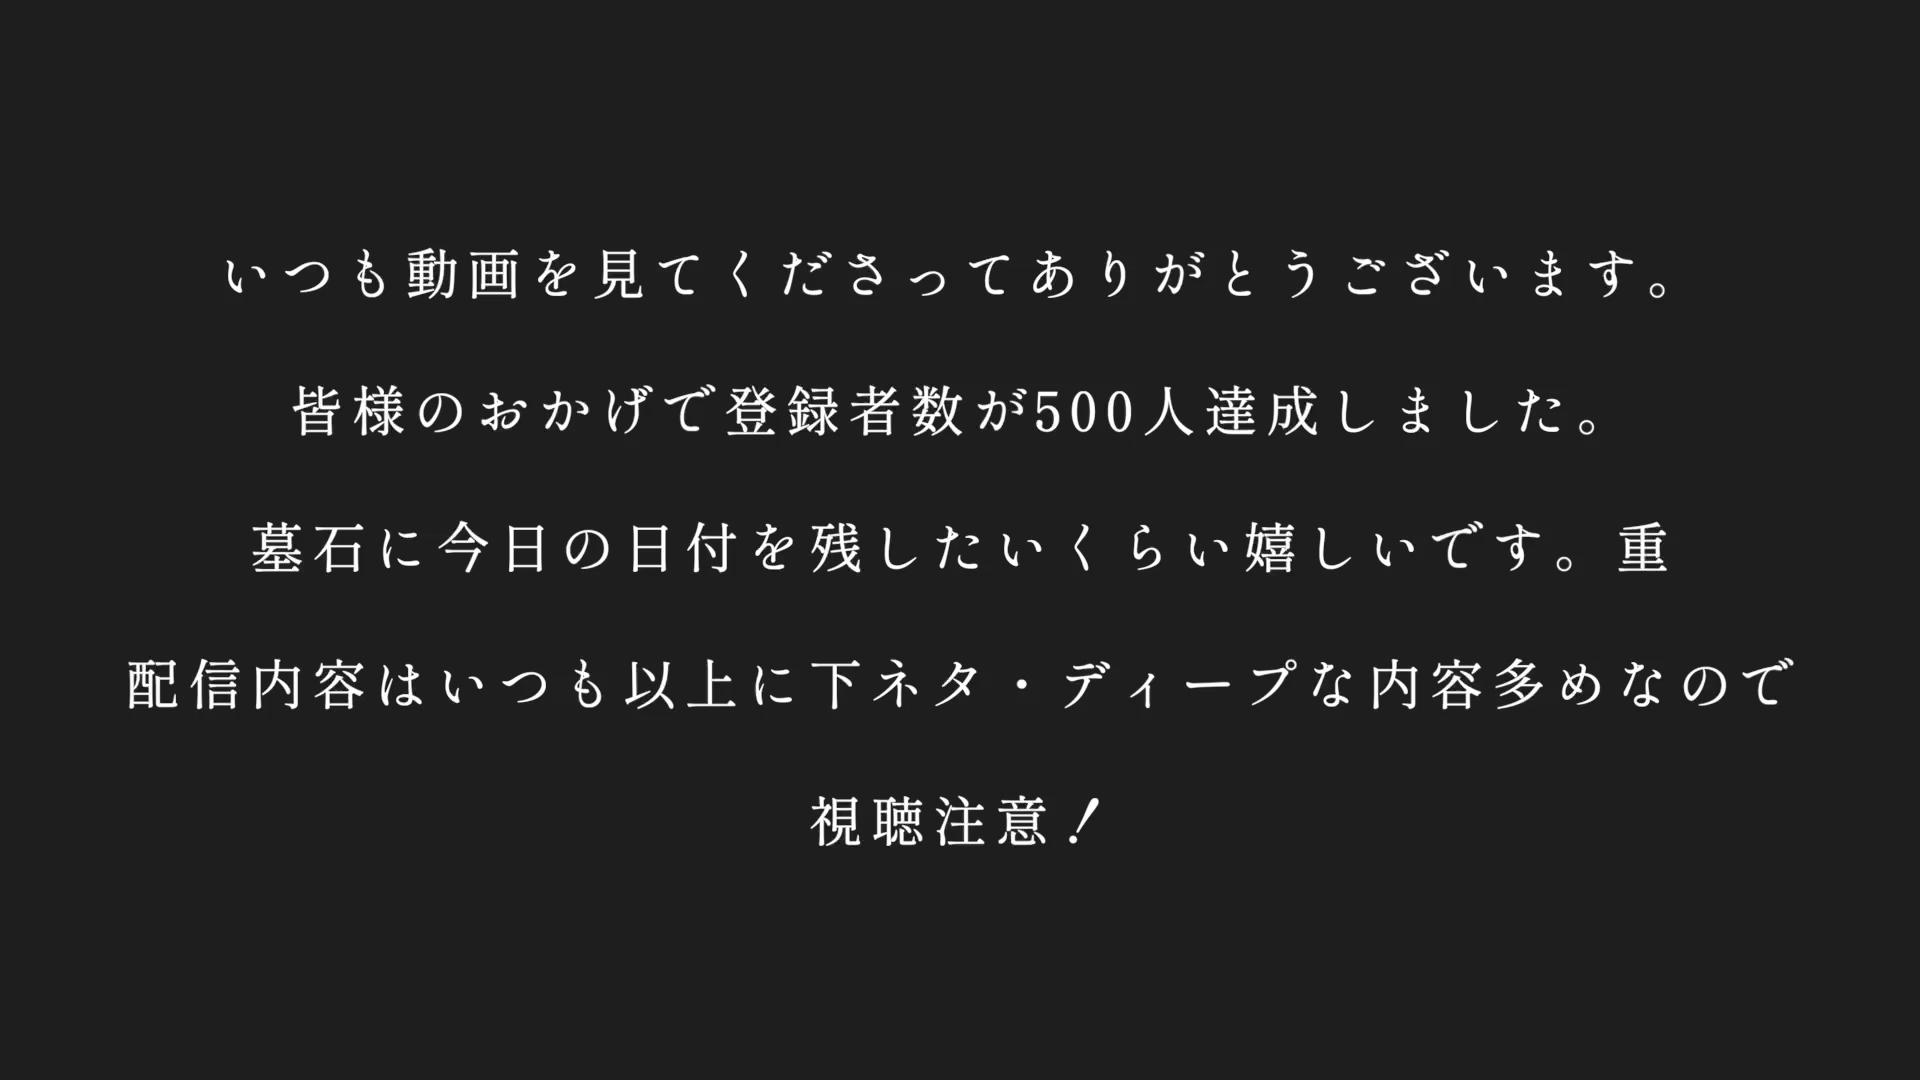 いつも動画を見てくださってありがとうございます。
皆様のおかげで登録者数が500人達成しました。
墓石に今日の日付を残したいくらい嬉しいです。重
配信内容はいつも以上に下ネタ・ディープな内容多めなので
視聴注意！